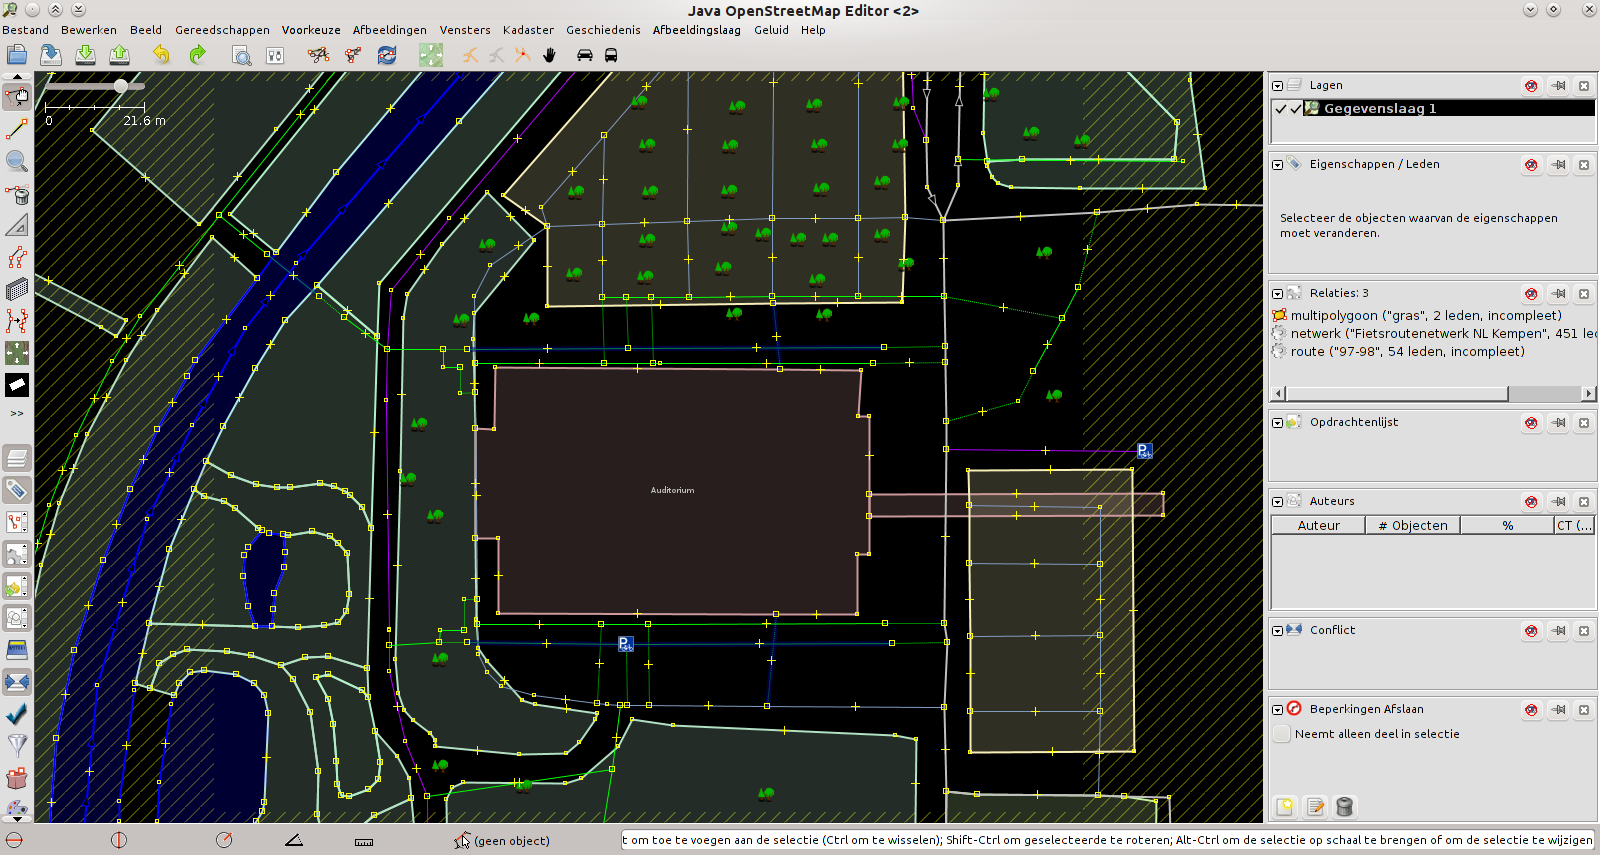 Java OpenStreetMap Editor <2>
Bestand Bewerken Beeld Gereedschappen Voorkeuze Afbeeldingen Vensters Kadaster Geschiedenis Afbeeldingslaag Geluid Help
0 21.6 m
Auditorium
P
P
>>
Lagen
Gegevenslaag 1
Eigenschappen / Leden
Selecteer de objecten waarvan de eigenschappen
moet veranderen.
Relaties: 3
multipolygoon ("gras", 2 leden, incompleet)
netwerk ("Fietsroutenetwerk NL Kempen", 451 le
route ("97-98", 54 leden, incompleet)
Opdrachtenlijst
Auteurs
Auteur # Objecten % CT (...
Conflict
Beperkingen Afslaan
Neemt alleen deel in selectie
(geen object)
t om toe te voegen aan de selectie (Ctrl om te wisselen); Shift-Ctrl om geselecteerde te roteren; Alt-Ctrl om de selectie op schaal te brengen of om de selectie te wijzigen